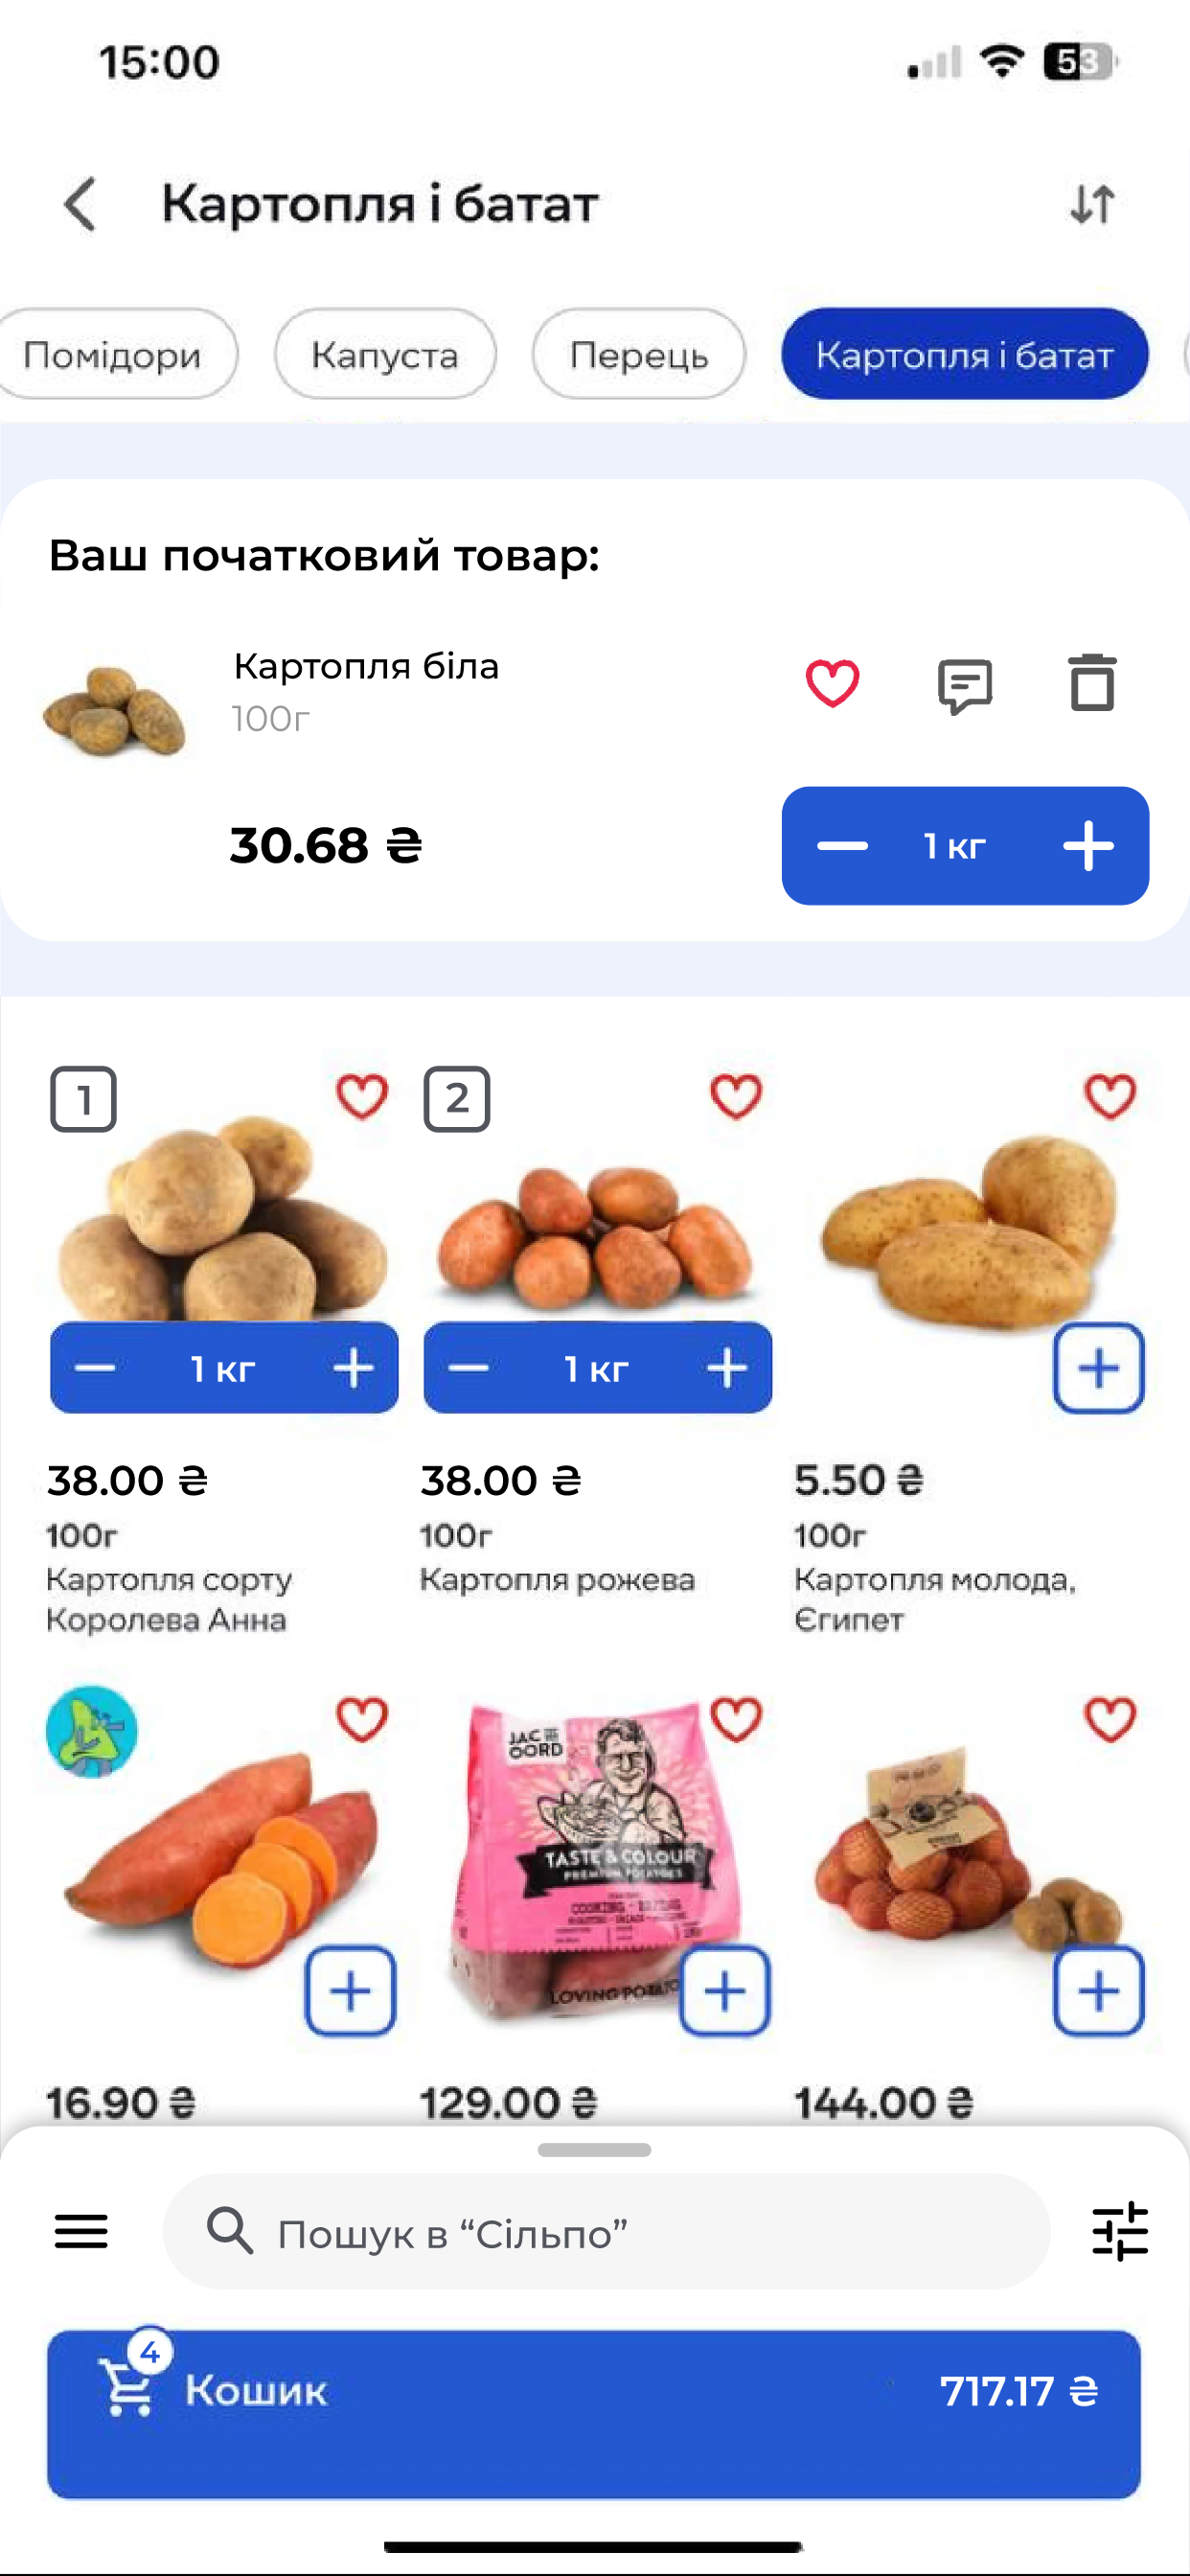 15:00
53
Картопля і батат
Помідори
Капуста
Перець
Картопля і батат
Ваш початковий товар:
Картопля біла
100г
30.68 ₴
1 кг
1
2
1 кг
1 кг
38.00 ₴
38.00 ₴
5.50 ₴
100г
100г
100г
Картопля сорту
Королева Анна
Картопля рожева
Картопля молода,
Єгипет
JAC
OORD
TASTE & COLOUR
PREMIUM POTATOES
LOVING POTATO
16.90 ₴
129.00 ₴
144.00 ₴
Пошук в “Сільпо”
4
Кошик
717.17 ₴